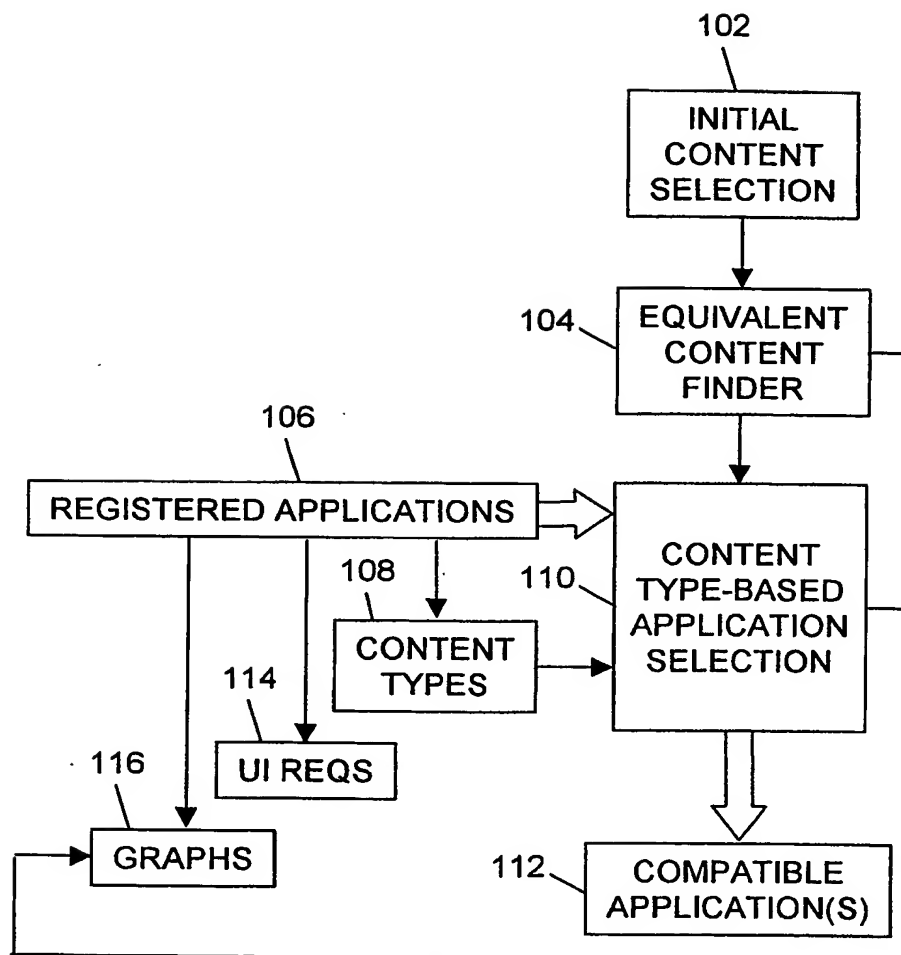 102
INITIAL
CONTENT
SELECTION
104
EQUIVALENT
CONTENT
FINDER
106
REGISTERED APPLICATIONS
108
CONTENT
TYPES
110
CONTENT
TYPE-BASED
APPLICATION
SELECTION
114
UI REQS
116
GRAPHS
112
COMPATIBLE
APPLICATION(S)